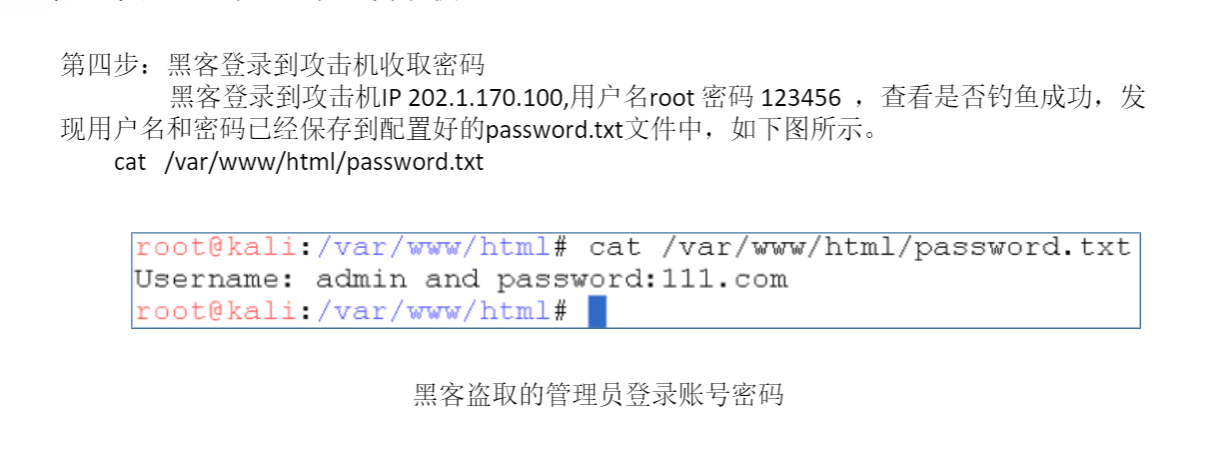 第四步：黑客登录到攻击机收取密码
黑客登录到攻击机IP 202.1.170.100,用户名root 密码 123456 ，查看是否钓鱼成功，发
现用户名和密码已经保存到配置好的password.txt文件中，如下图所示。
cat /var/www/html/password.txt
root@kali:/var/www/html# cat /var/www/html/password.txt
Username: admin and password:111.com
root@kali:/var/www/html#
黑客盗取的管理员登录账号密码